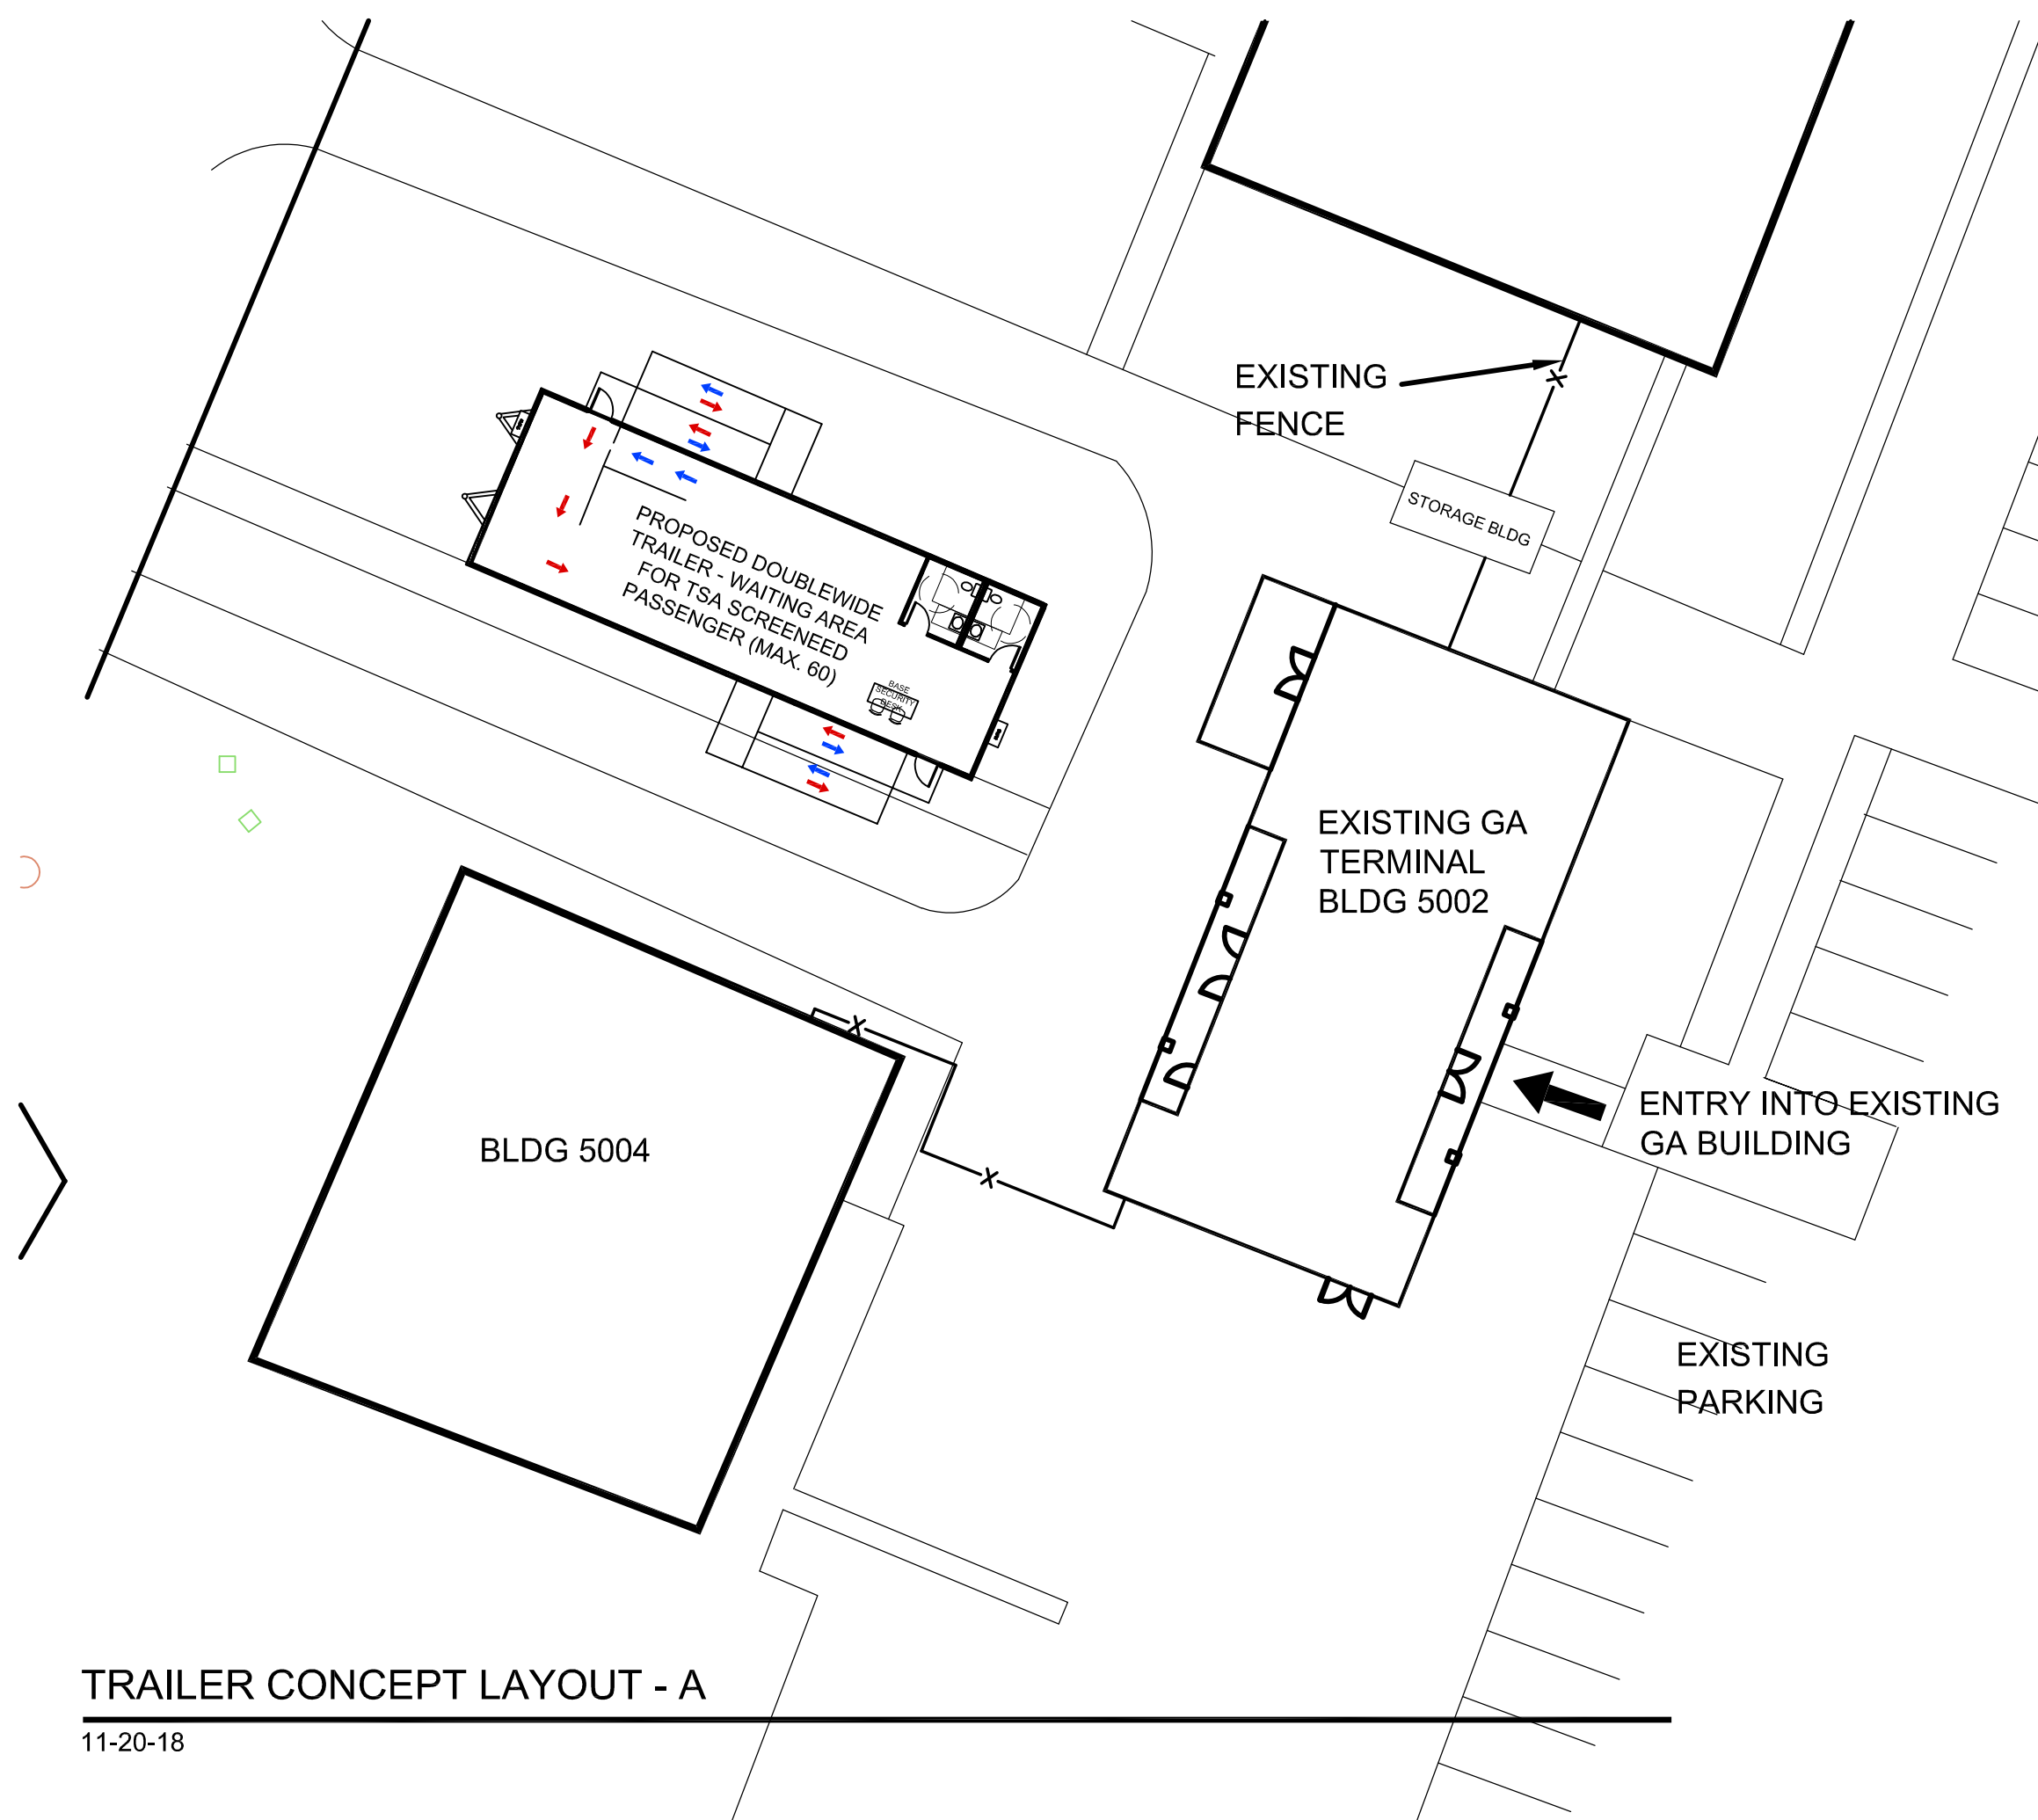 EXISTING
FENCE
STORAGE BLDG
PROPOSED DOUBLEWIDE
TRAILER - WAITING AREA
FOR TSA SCREENEED
PASSENGER (MAX. 60)
BASE
SECURITY
DESK
EXISTING GA
TERMINAL
BLDG 5002
ENTRY INTO EXISTING
GA BUILDING
BLDG 5004
EXISTING
PARKING
TRAILER CONCEPT LAYOUT - A
11-20-18